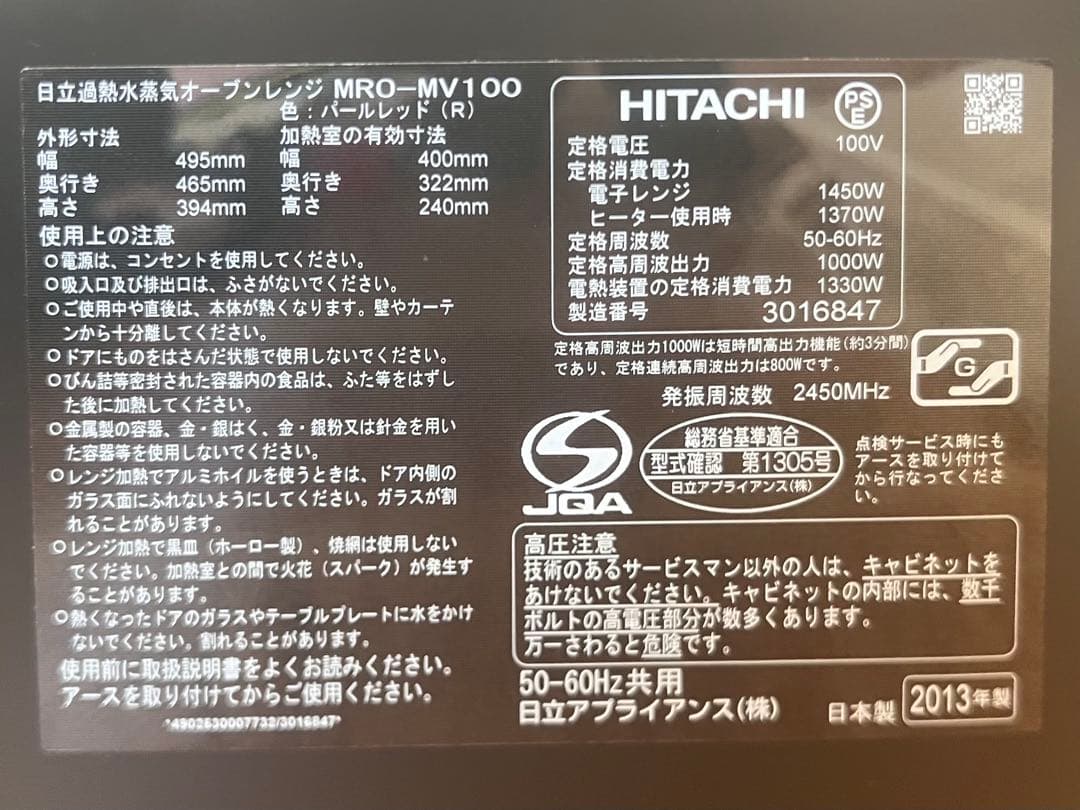 日立過熱水蒸気オーブンレンジ MRO-MV100
色：パールレッド（R）
外形寸法 加熱室の有効寸法
幅 495mm 幅 400mm
奥行き 465mm 奥行き 322mm
高さ 394mm 高さ 240mm
使用上の注意
○電源は、コンセントを使用してください。
○吸入口及び排出口は、ふさがないでください。
○ご使用中や直後は、本体が熱くなります。壁やカーテ
ンから十分離してください。
○ドアにものをはさんだ状態で使用しないでください。
○びん詰等密封された容器内の食品は、ふた等をはずし
た後に加熱してください。
○金属製の容器、金・銀はく、金・銀粉又は針金を用い
た容器等を使用しないでください。
○レンジ加熱でアルミホイルを使うときは、ドア内側の
ガラス面にふれないようにしてください。ガラスが割
れることがあります。
○レンジ加熱で黒皿（ホーロー製）、焼網は使用しない
でください。加熱室との間で火花（スパーク）が発生す
ることがあります。
○熱くなったドアのガラスやテーブルプレートに水をかけ
ないでください。割れることがあります。
使用前に取扱説明書をよくお読みください。
アースを取り付けてからご使用ください。
*4902530007732/3016847*
HITACHI PSE
定格電圧 100V
定格消費電力
電子レンジ 1450W
ヒーター使用時 1370W
定格周波数 50-60Hz
定格高周波出力 1000W
電熱装置の定格消費電力 1330W
製造番号 3016847
定格高周波出力1000Wは短時間高出力機能(約3分間)
であり、定格連続高周波出力は800Wです。
発振周波数 2450MHz
G
JQA
総務省基準適合
型式確認 第1305号
日立アプライアンス(株)
点検サービス時にも
アースを取り付けて
から行なってくださ
い。
高圧注意
技術のあるサービスマン以外の人は、キャビネットを
あけないでください。キャビネットの内部には、数千
ボルトの高電圧部分が数多くあります。
万一さわると危険です。
50-60Hz共用
日立アプライアンス(株) 日本製 2013年製